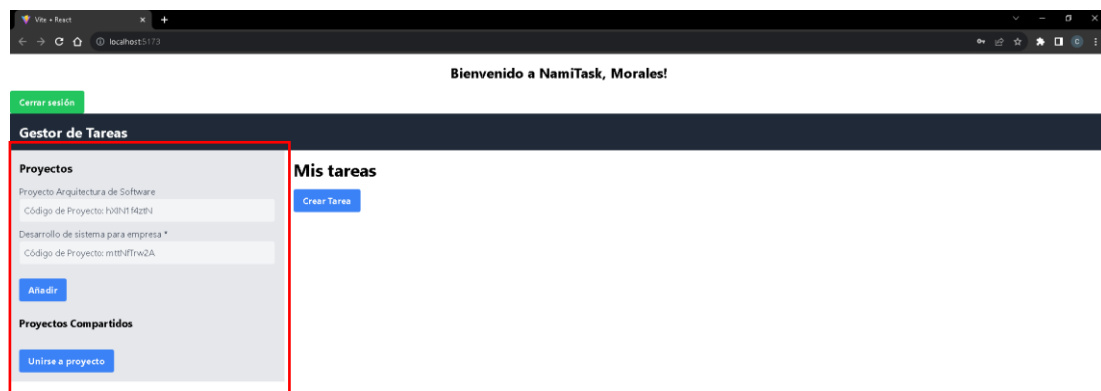 Vite + React
localhost:5173
Bienvenido a NamiTask, Morales!
Cerrar sesión
Gestor de Tareas
Proyectos
Proyecto Arquitectura de Software
Código de Proyecto: hXlN1f4ztN
Desarrollo de sistema para empresa *
Código de Proyecto: mttNfTrw2A
Añadir
Proyectos Compartidos
Unirse a proyecto
Mis tareas
Crear Tarea